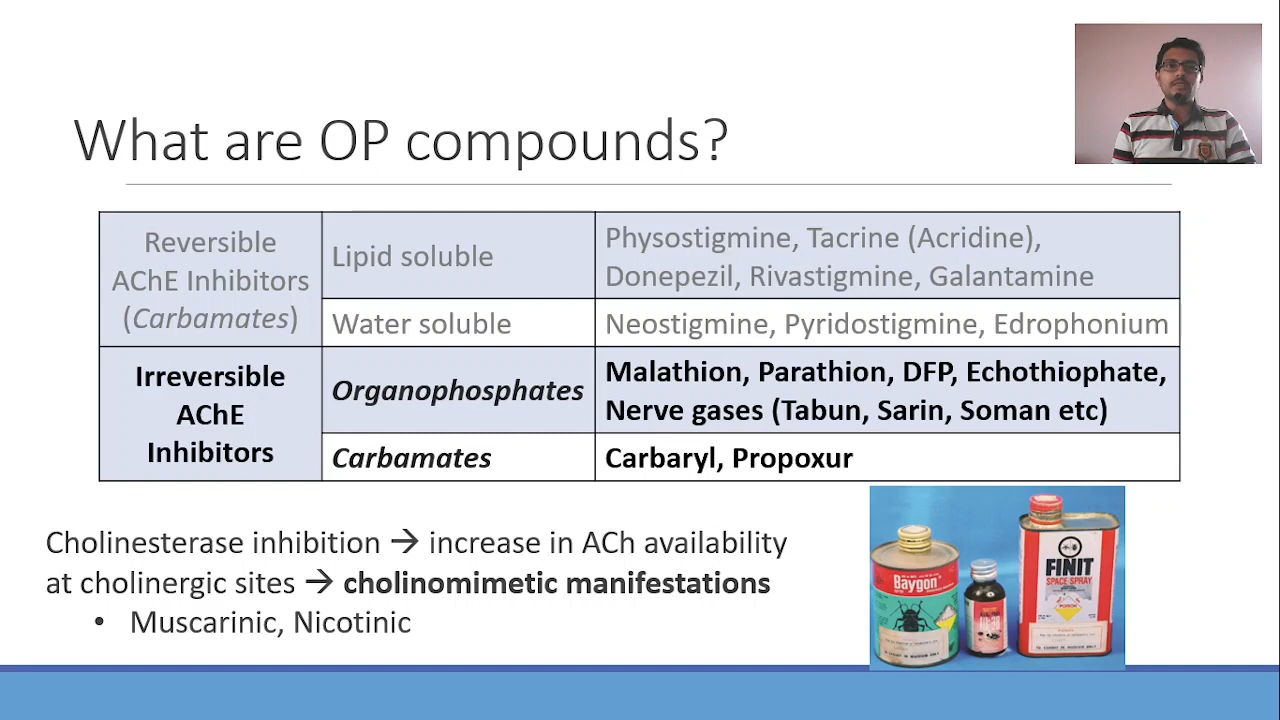 What are OP compounds?
Reversible
AChE Inhibitors
(Carbamates)
Lipid soluble
Physostigmine, Tacrine (Acridine),
Donepezil, Rivastigmine, Galantamine
Water soluble
Neostigmine, Pyridostigmine, Edrophonium
Irreversible
AChE
Inhibitors
Organophosphates
Malathion, Parathion, DFP, Echothiophate,
Nerve gases (Tabun, Sarin, Soman etc)
Carbamates
Carbaryl, Propoxur
Cholinesterase inhibition → increase in ACh availability
at cholinergic sites → cholinomimetic manifestations
• Muscarinic, Nicotinic
Baygon
FINIT
SPACE SPRAY
POISON